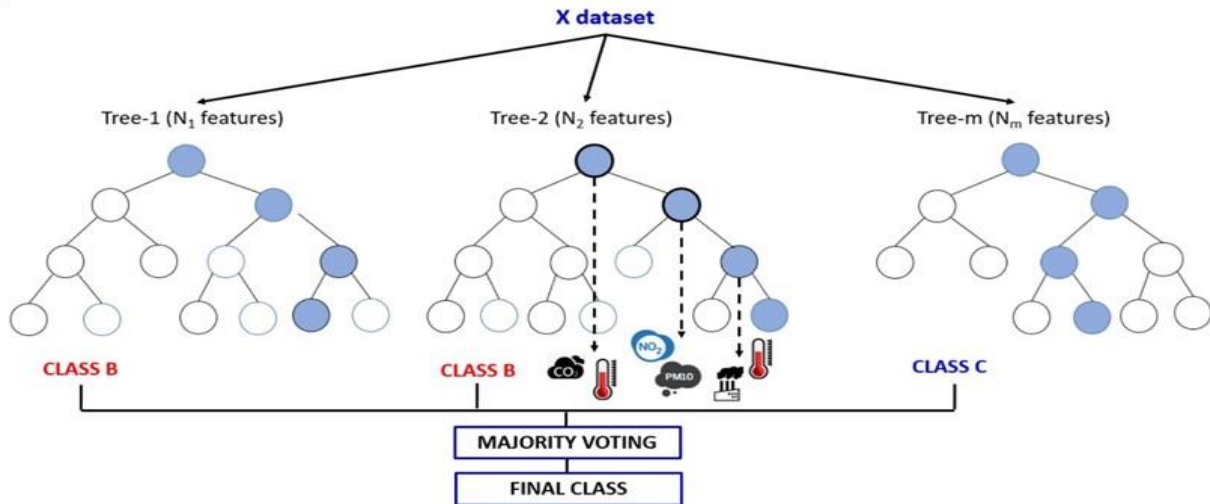 X dataset
Tree-1 (N₁ features)
Tree-2 (N₂ features)
Tree-m (Nₘ features)
NO₂
CO₂
PM10
CLASS B
CLASS B
CLASS C
MAJORITY VOTING
FINAL CLASS